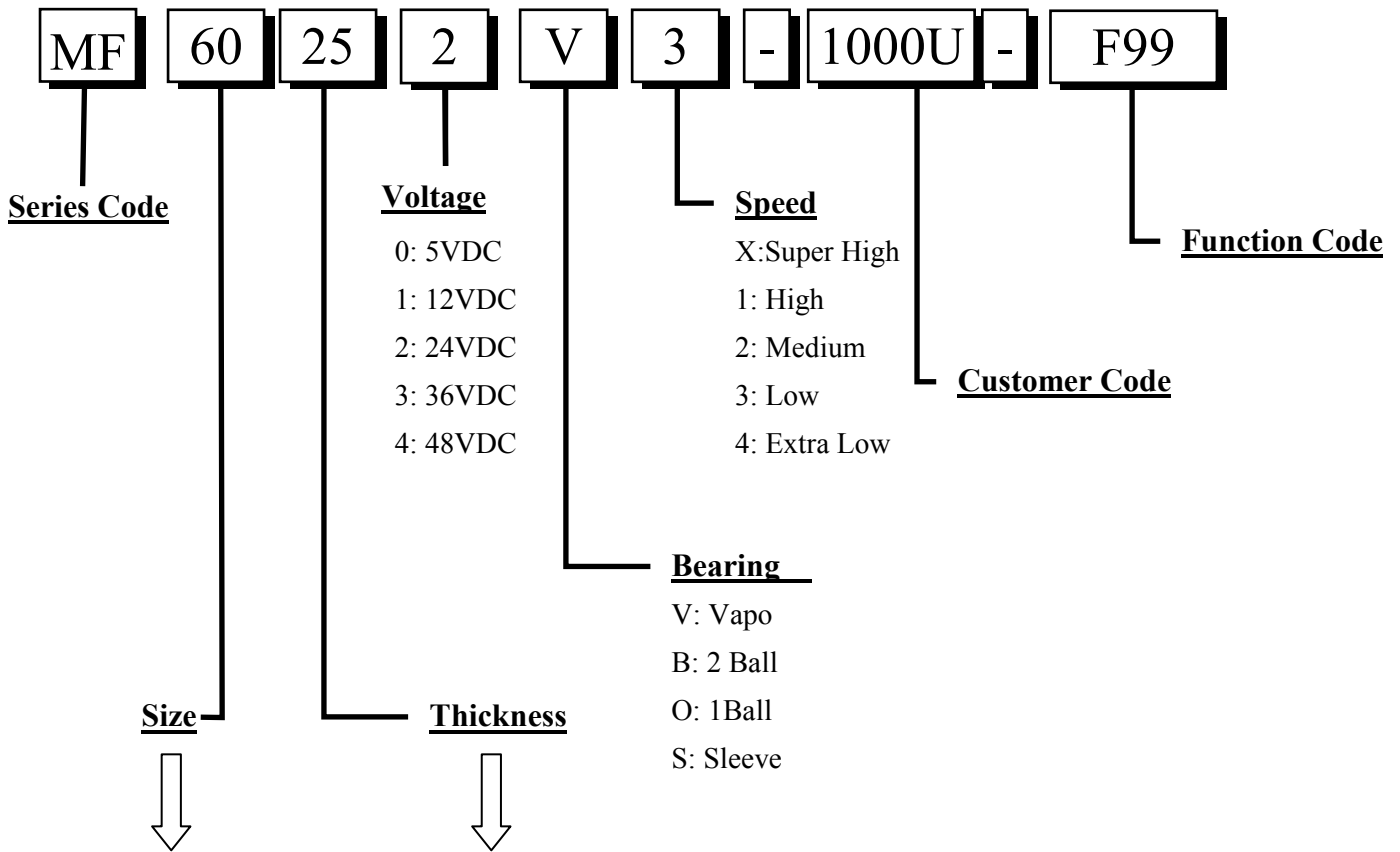 MF 60 25 2 V 3 - 1000U - F99
Series Code
Voltage
0: 5VDC
1: 12VDC
2: 24VDC
3: 36VDC
4: 48VDC
Speed
X:Super High
1: High
2: Medium
3: Low
4: Extra Low
Function Code
Customer Code
Bearing
V: Vapo
B: 2 Ball
O: 1Ball
S: Sleeve
Size
Thickness